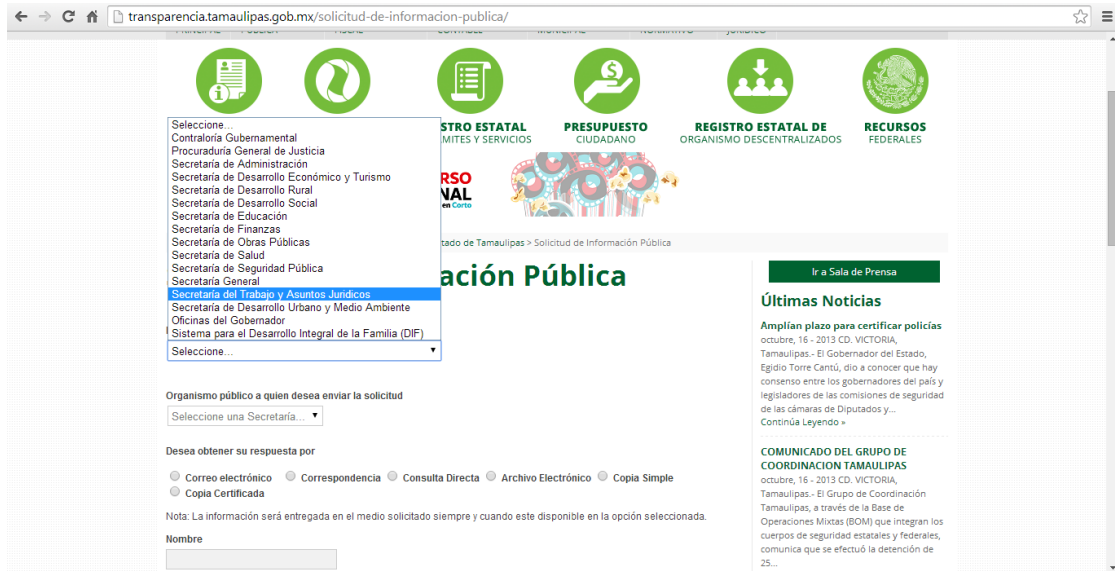 transparencia.tamaulipas.gob.mx/solicitud-de-informacion-publica/
STRO ESTATAL
MITES Y SERVICIOS
PRESUPUESTO
CIUDADANO
REGISTRO ESTATAL DE
ORGANISMO DESCENTRALIZADOS
RECURSOS
FEDERALES
Seleccione...
Contraloría Gubernamental
Procuraduría General de Justicia
Secretaría de Administración
Secretaría de Desarrollo Económico y Turismo
Secretaría de Desarrollo Rural
Secretaría de Desarrollo Social
Secretaría de Educación
Secretaría de Finanzas
Secretaría de Obras Públicas
Secretaría de Salud
Secretaría de Seguridad Pública
Secretaría General
Secretaría del Trabajo y Asuntos Juridicos
Secretaría de Desarrollo Urbano y Medio Ambiente
Oficinas del Gobernador
Sistema para el Desarrollo Integral de la Familia (DIF)
Seleccione...
RSO
NAL
en Corto
tado de Tamaulipas > Solicitud de Información Pública
ación Pública
Organismo público a quien desea enviar la solicitud
Seleccione una Secretaría...
Desea obtener su respuesta por
Correo electrónico Correspondencia Consulta Directa Archivo Electrónico Copia Simple
Copia Certificada
Nota: La información será entregada en el medio solicitado siempre y cuando este disponible en la opción seleccionada.
Nombre
Ir a Sala de Prensa
Últimas Noticias
Amplían plazo para certificar policías
octubre, 16 - 2013 CD. VICTORIA,
Tamaulipas.- El Gobernador del Estado,
Egidio Torre Cantú, dio a conocer que hay
consenso entre los gobernadores del país y
legisladores de las comisiones de seguridad
de las cámaras de Diputados y...
Continúa Leyendo »
COMUNICADO DEL GRUPO DE
COORDINACION TAMAULIPAS
octubre, 16 - 2013 CD. VICTORIA,
Tamaulipas.- El Grupo de Coordinación
Tamaulipas, a través de la Base de
Operaciones Mixtas (BOM) que integran los
cuerpos de seguridad estatales y federales,
comunica que se efectuó la detención de
25...